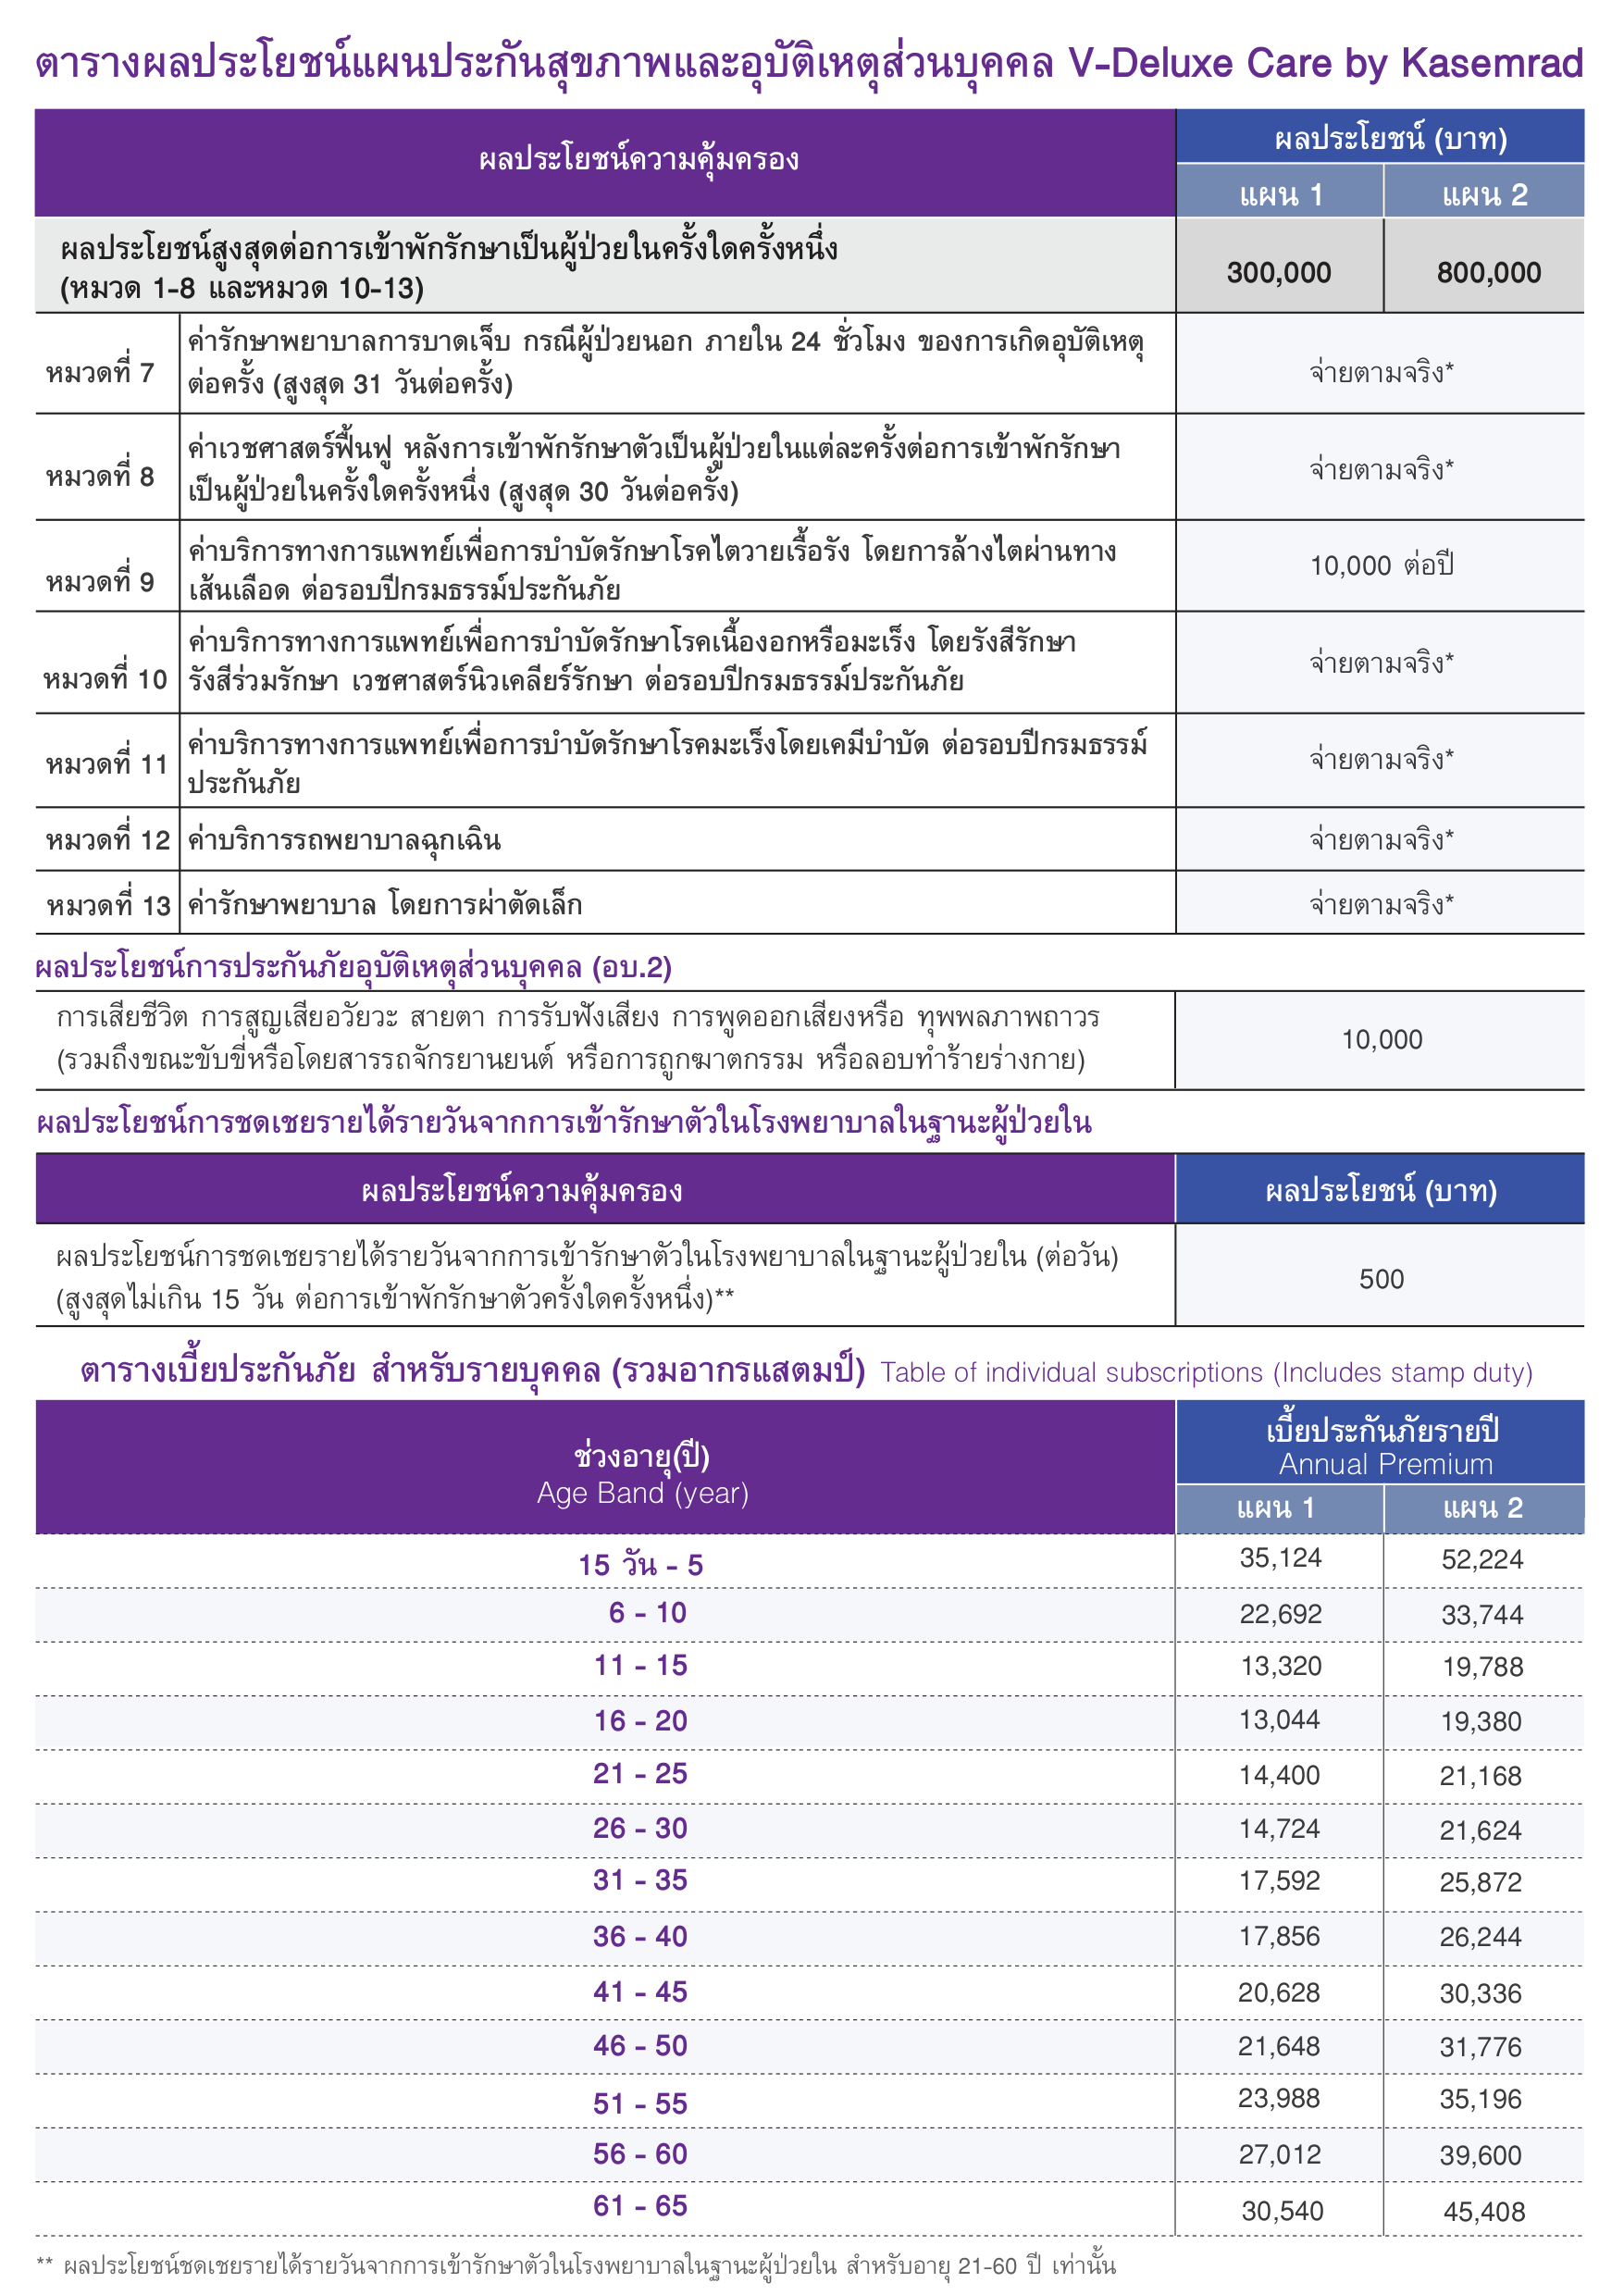 ตารางผลประโยชน์แผนประกันสุขภาพและอุบัติเหตุส่วนบุคคล V-Deluxe Care by Kasemrad
ผลประโยชน์ความคุ้มครอง
ผลประโยชน์ (บาท)
แผน 1
แผน 2
ผลประโยชน์สูงสุดต่อการเข้าพักรักษาเป็นผู้ป่วยในครั้งใดครั้งหนึ่ง
(หมวด 1-8 และหมวด 10-13)
300,000
800,000
หมวดที่ 7
ค่ารักษาพยาบาลการบาดเจ็บ กรณีผู้ป่วยนอก ภายใน 24 ชั่วโมง ของการเกิดอุบัติเหตุ
ต่อครั้ง (สูงสุด 31 วันต่อครั้ง)
จ่ายตามจริง*
หมวดที่ 8
ค่าเวชศาสตร์ฟื้นฟู หลังการเข้าพักรักษาตัวเป็นผู้ป่วยในแต่ละครั้งต่อการเข้าพักรักษา
เป็นผู้ป่วยในครั้งใดครั้งหนึ่ง (สูงสุด 30 วันต่อครั้ง)
จ่ายตามจริง*
หมวดที่ 9
ค่าบริการทางการแพทย์เพื่อการบำบัดรักษาโรคไตวายเรื้อรัง โดยการล้างไตผ่านทาง
เส้นเลือด ต่อรอบปีกรมธรรม์ประกันภัย
10,000 ต่อปี
หมวดที่ 10
ค่าบริการทางการแพทย์เพื่อการบำบัดรักษาโรคเนื้องอกหรือมะเร็ง โดยรังสีรักษา
รังสีร่วมรักษา เวชศาสตร์นิวเคลียร์รักษา ต่อรอบปีกรมธรรม์ประกันภัย
จ่ายตามจริง*
หมวดที่ 11
ค่าบริการทางการแพทย์เพื่อการบำบัดรักษาโรคมะเร็งโดยเคมีบำบัด ต่อรอบปีกรมธรรม์
ประกันภัย
จ่ายตามจริง*
หมวดที่ 12
ค่าบริการรถพยาบาลฉุกเฉิน
จ่ายตามจริง*
หมวดที่ 13
ค่ารักษาพยาบาล โดยการผ่าตัดเล็ก
จ่ายตามจริง*
ผลประโยชน์การประกันภัยอุบัติเหตุส่วนบุคคล (อบ.2)
การเสียชีวิต การสูญเสียอวัยวะ สายตา การรับฟังเสียง การพูดออกเสียงหรือ ทุพพลภาพถาวร
(รวมถึงขณะขับขี่หรือโดยสารรถจักรยานยนต์ หรือการถูกฆาตกรรม หรือลอบทำร้ายร่างกาย)
10,000
ผลประโยชน์การชดเชยรายได้รายวันจากการเข้ารักษาตัวในโรงพยาบาลในฐานะผู้ป่วยใน
ผลประโยชน์ความคุ้มครอง
ผลประโยชน์ (บาท)
ผลประโยชน์การชดเชยรายได้รายวันจากการเข้ารักษาตัวในโรงพยาบาลในฐานะผู้ป่วยใน (ต่อวัน)
(สูงสุดไม่เกิน 15 วัน ต่อการเข้าพักรักษาตัวครั้งใดครั้งหนึ่ง)**
500
ตารางเบี้ยประกันภัย สำหรับรายบุคคล (รวมอากรแสตมป์) Table of individual subscriptions (Includes stamp duty)
ช่วงอายุ(ปี)
Age Band (year)
เบี้ยประกันภัยรายปี
Annual Premium
แผน 1
แผน 2
15 วัน - 5
35,124
52,224
6 - 10
22,692
33,744
11 - 15
13,320
19,788
16 - 20
13,044
19,380
21 - 25
14,400
21,168
26 - 30
14,724
21,624
31 - 35
17,592
25,872
36 - 40
17,856
26,244
41 - 45
20,628
30,336
46 - 50
21,648
31,776
51 - 55
23,988
35,196
56 - 60
27,012
39,600
61 - 65
30,540
45,408
** ผลประโยชน์ชดเชยรายได้รายวันจากการเข้ารักษาตัวในโรงพยาบาลในฐานะผู้ป่วยใน สำหรับอายุ 21-60 ปี เท่านั้น